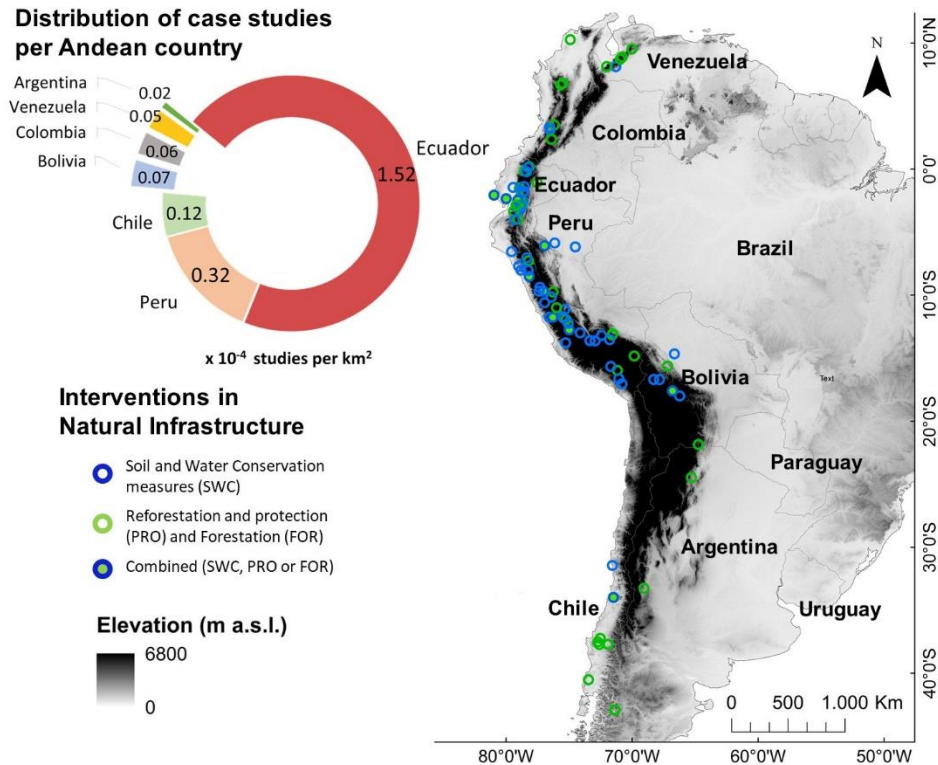 Distribution of case studies
per Andean country
Argentina
0.02
Venezuela
0.05
Colombia
0.06
Bolivia
0.07
Chile
0.12
Peru
0.32
Ecuador
1.52
x 10⁻⁴ studies per km²
Interventions in
Natural Infrastructure
Soil and Water Conservation
measures (SWC)
Reforestation and protection
(PRO) and Forestation (FOR)
Combined (SWC, PRO or FOR)
Elevation (m a.s.l.)
6800
0
N
Venezuela
Colombia
Ecuador
Peru
Brazil
Bolivia
Text
Paraguay
Argentina
Chile
Uruguay
0 500 1.000 Km
10°0'N
0°0'
10°0'S
20°0'S
30°0'S
40°0'S
80°0'W 70°0'W 60°0'W 50°0'W